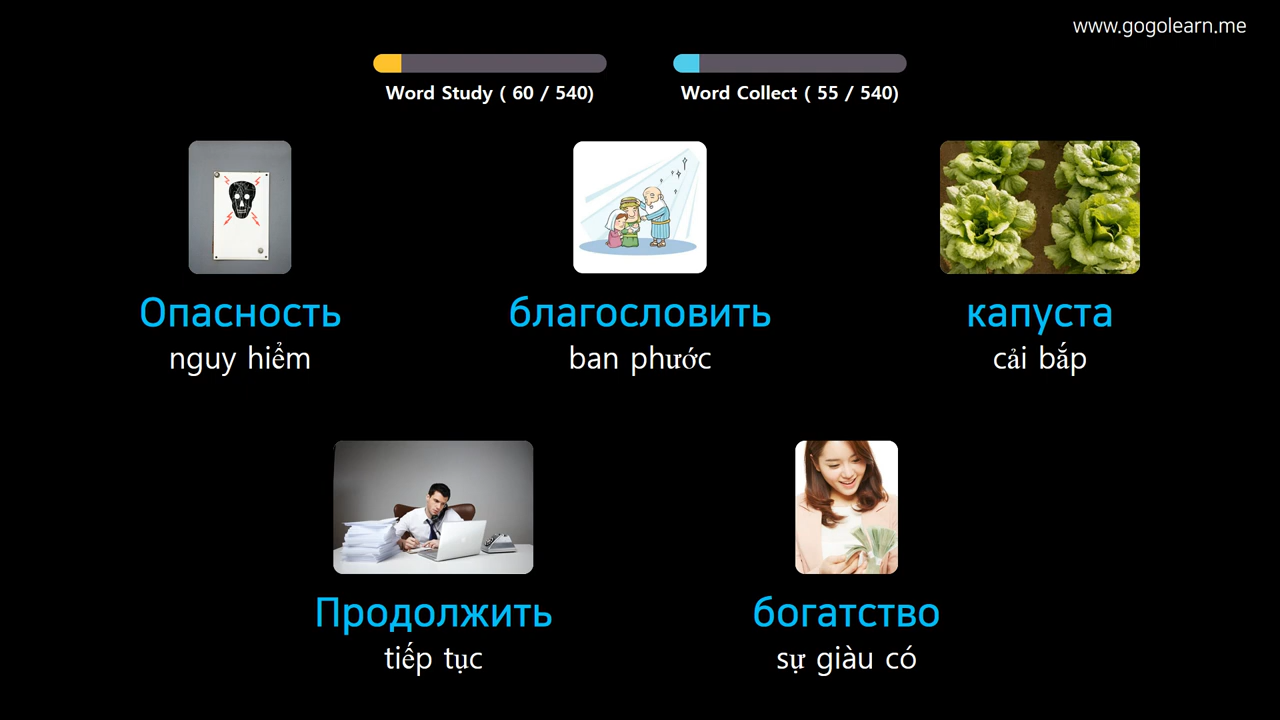 www.gogolearn.me
Word Study ( 60 / 540)
Word Collect ( 55 / 540)
Опасность
nguy hiểm
благословить
ban phước
капуста
cải bắp
Продолжить
tiếp tục
богатство
sự giàu có